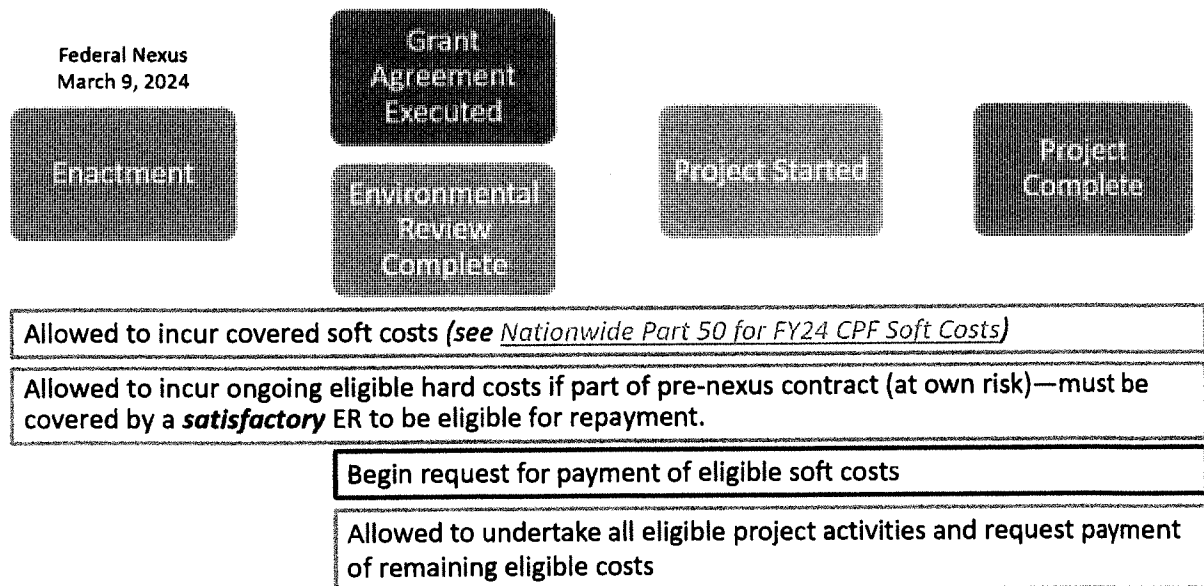 Federal Nexus
March 9, 2024
Enactment
Grant
Agreement
Executed
Environmental
Review
Complete
Project Started
Project
Complete
Allowed to incur covered soft costs (see Nationwide Part 50 for FY24 CPF Soft Costs)
Allowed to incur ongoing eligible hard costs if part of pre-nexus contract (at own risk)—must be
covered by a satisfactory ER to be eligible for repayment.
Begin request for payment of eligible soft costs
Allowed to undertake all eligible project activities and request payment
of remaining eligible costs